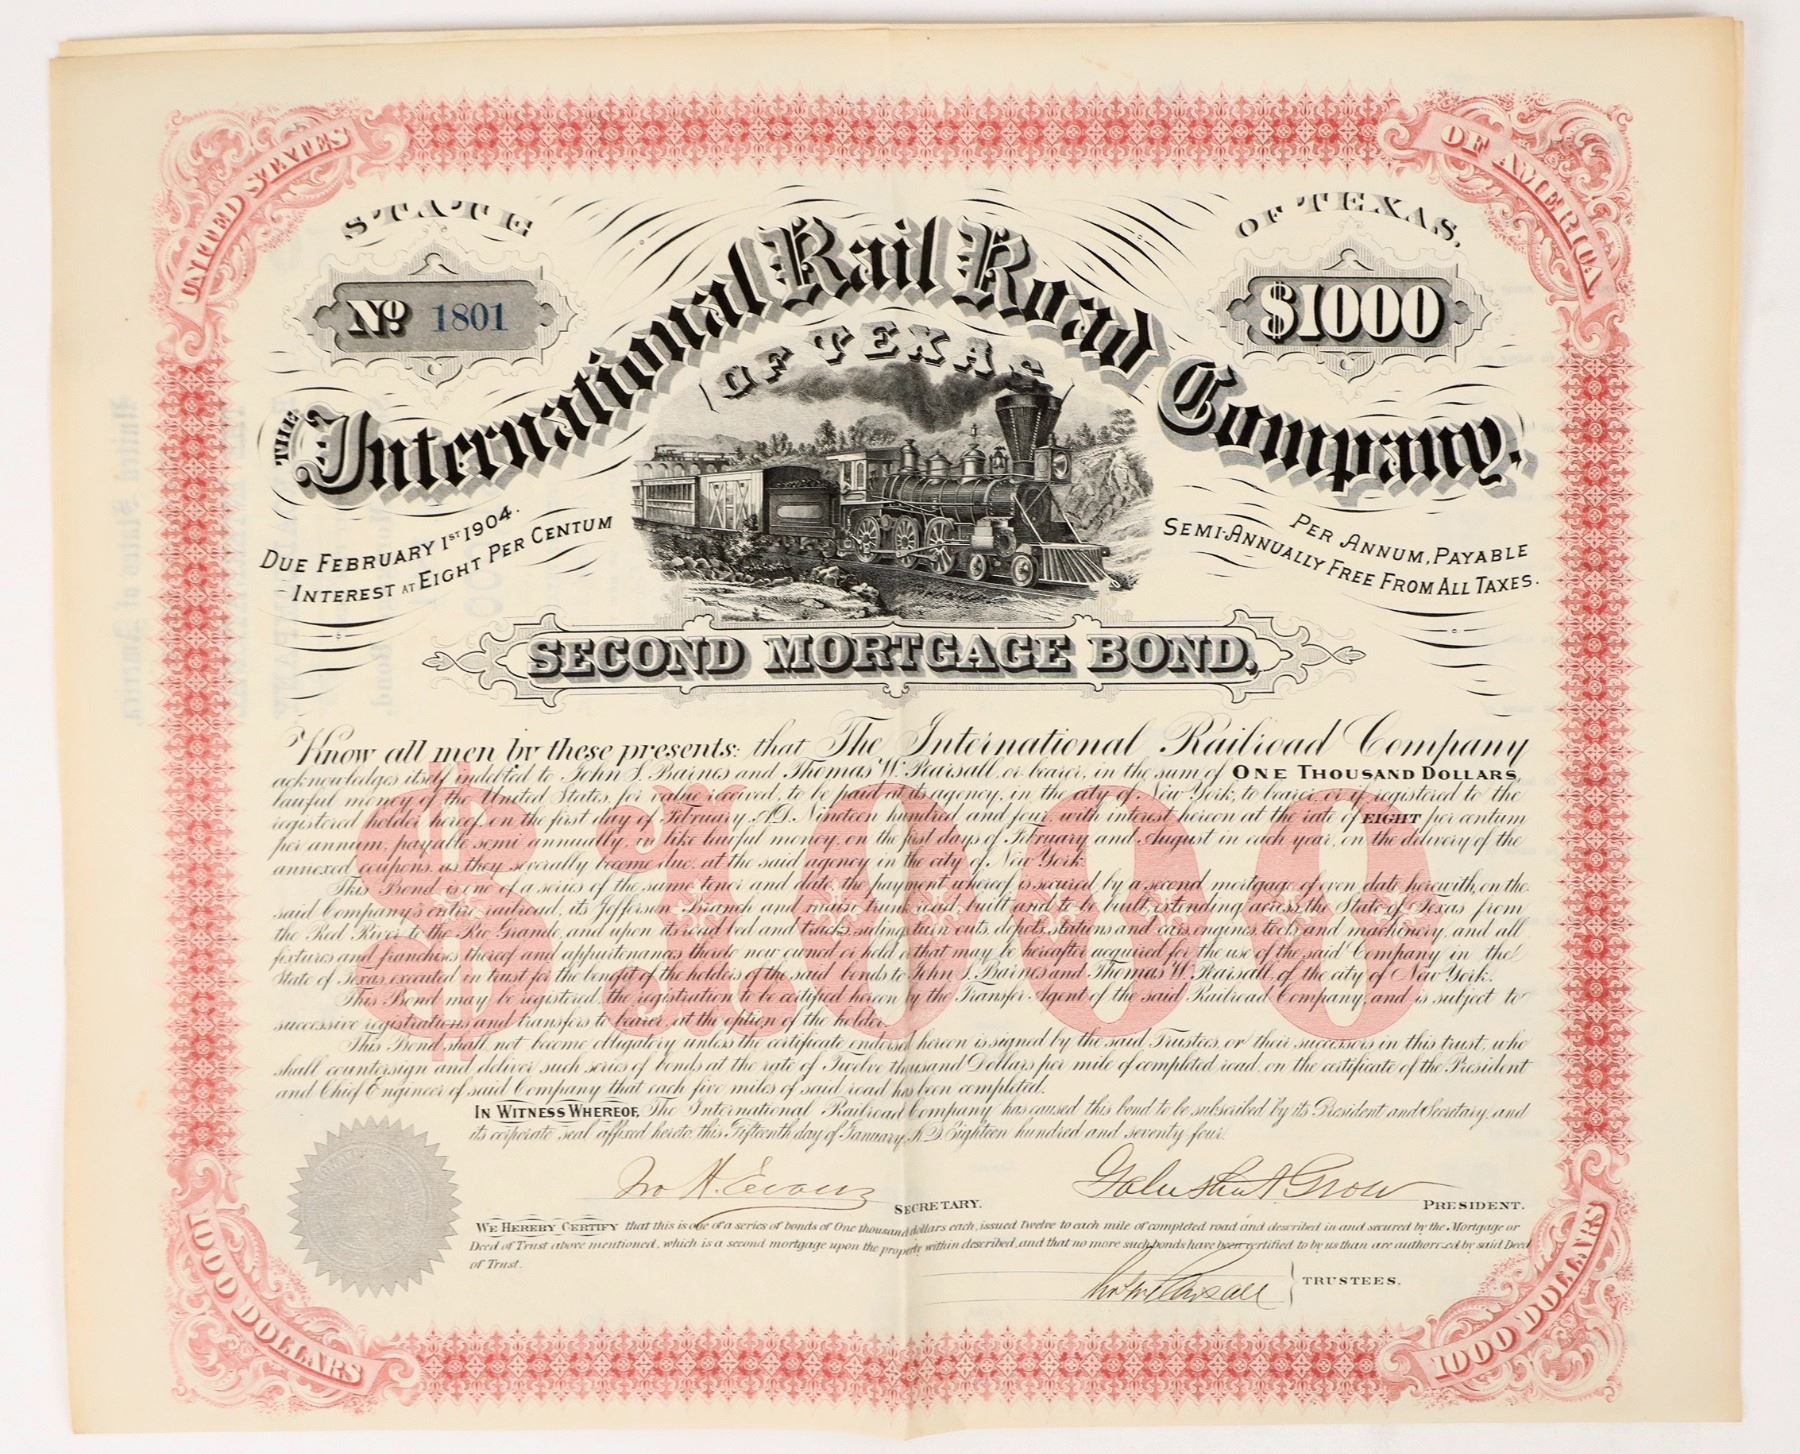 UNITED STATES
OF AMERICA
STATE
OF TEXAS.
No. 1801
$1000
THE International Rail Road Company.
OF TEXAS
DUE FEBRUARY 1ST 1904.
INTEREST AT EIGHT PER CENTUM
PER ANNUM, PAYABLE
SEMI-ANNUALLY FREE FROM ALL TAXES.
SECOND MORTGAGE BOND.
Know all men by these presents: that The International Railroad Company
acknowledges itself indebted to John S. Barnes and Thomas W. Pearsall, or bearer, in the sum of ONE THOUSAND DOLLARS,
lawful money of the United States, for value received, to be paid at its agency, in the city of New York, to bearer, or if registered to the
registered holder hereof, on the first day of February A.D. Nineteen hundred and four, with interest hereon at the rate of EIGHT per centum
per annum, payable semi annually, in like lawful money, on the first days of February and August in each year, on the delivery of the
annexed coupons, as they severally become due, at the said agency in the city of New York.
This Bond is one of a series of the same tenor and date, the payment whereof is secured by a second mortgage of even date herewith, on the
said Company's entire railroad, its Jefferson Branch and main trunk road, built and to be built, extending across the State of Texas from
the Red River to the Rio Grande, and upon its road bed and tracks, sidings, turn outs, depots, stations and cars, engines, tools and machinery, and all
fixtures and franchises thereof and appurtenances thereto now owned or held or that may be hereafter acquired for the use of the said Company in the
State of Texas, executed in trust for the benefit of the holders of the said bonds to John S. Barnes and Thomas W. Pearsall, of the city of New York.
This Bond may be registered, the registration to be certified hereon by the Transfer Agent of the said Railroad Company, and is subject to
successive registrations and transfers to bearer, at the option of the holder.
This Bond shall not become obligatory unless the certificate endorsed hereon is signed by the said Trustees, or their successors in this trust, who
shall countersign and deliver such series of bonds at the rate of Twelve thousand Dollars per mile of completed road, on the certificate of the President
and Chief Engineer of said Company that each five miles of said road has been completed.
IN WITNESS WHEREOF, The International Railroad Company has caused this bond to be subscribed by its President and Secretary, and
its corporate seal affixed hereto, this Fifteenth day of January, A.D. Eighteen hundred and seventy-four.
$1000
Jno H. Evans SECRETARY.
Galusha A Grow PRESIDENT.
WE HEREBY CERTIFY that this is one of a series of bonds of One thousand dollars each, issued twelve to each mile of completed road and described in and secured by the Mortgage or
Deed of Trust above mentioned, which is a second mortgage upon the property within described, and that no more such bonds have been certified to by us than are authorized by said Deed
of Trust.
Thos W Pearsall TRUSTEES.
1000 DOLLARS
1000 DOLLARS